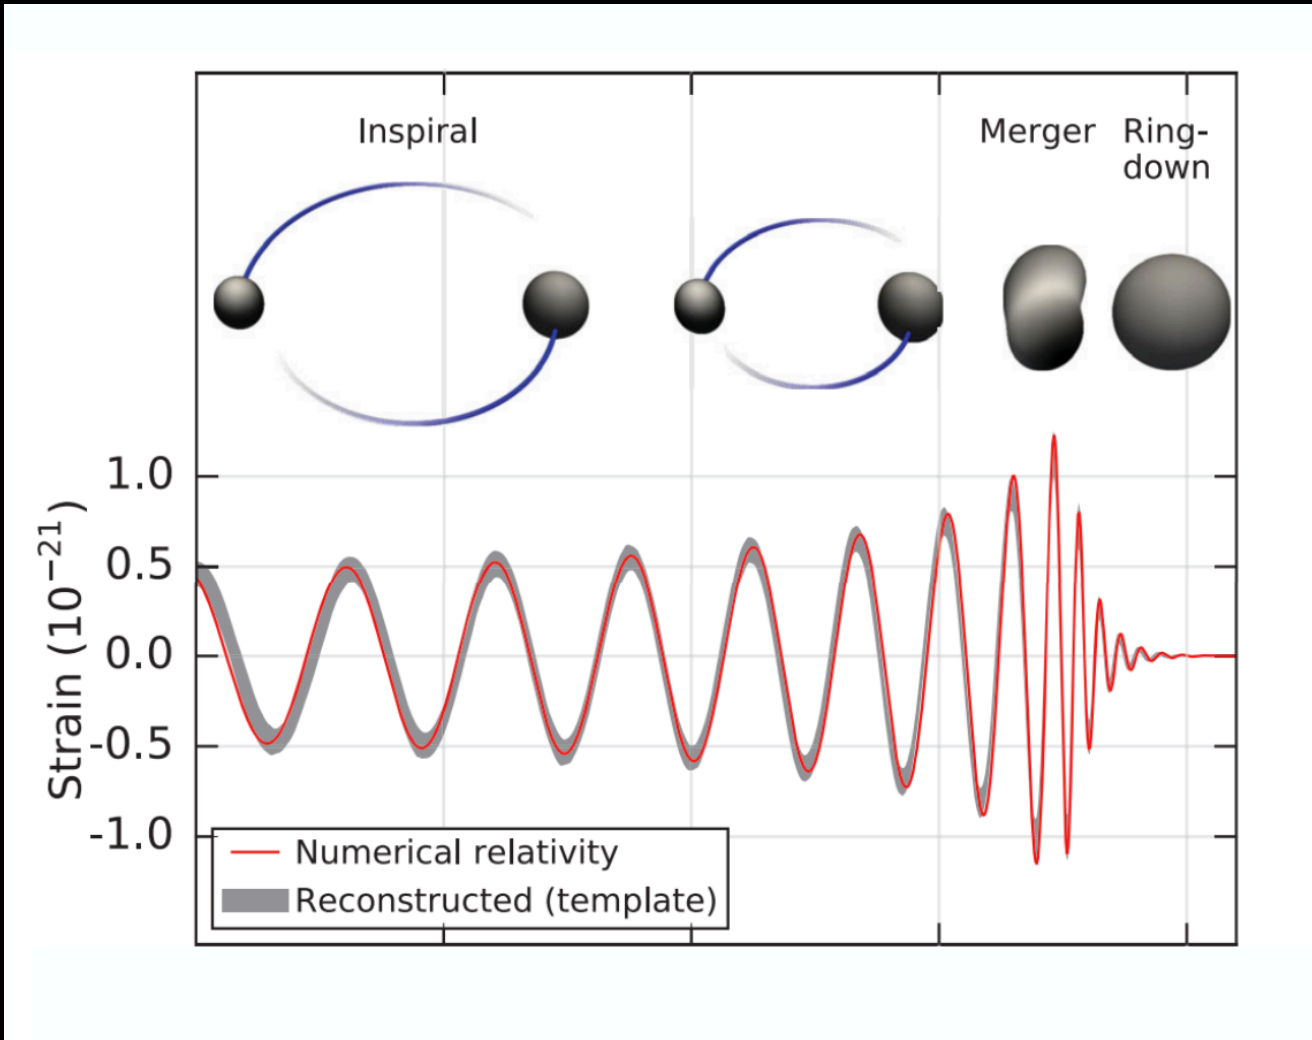 Inspiral
Merger
Ring-
down
1.0
0.5
0.0
-0.5
-1.0
Strain (10⁻²¹)
Numerical relativity
Reconstructed (template)